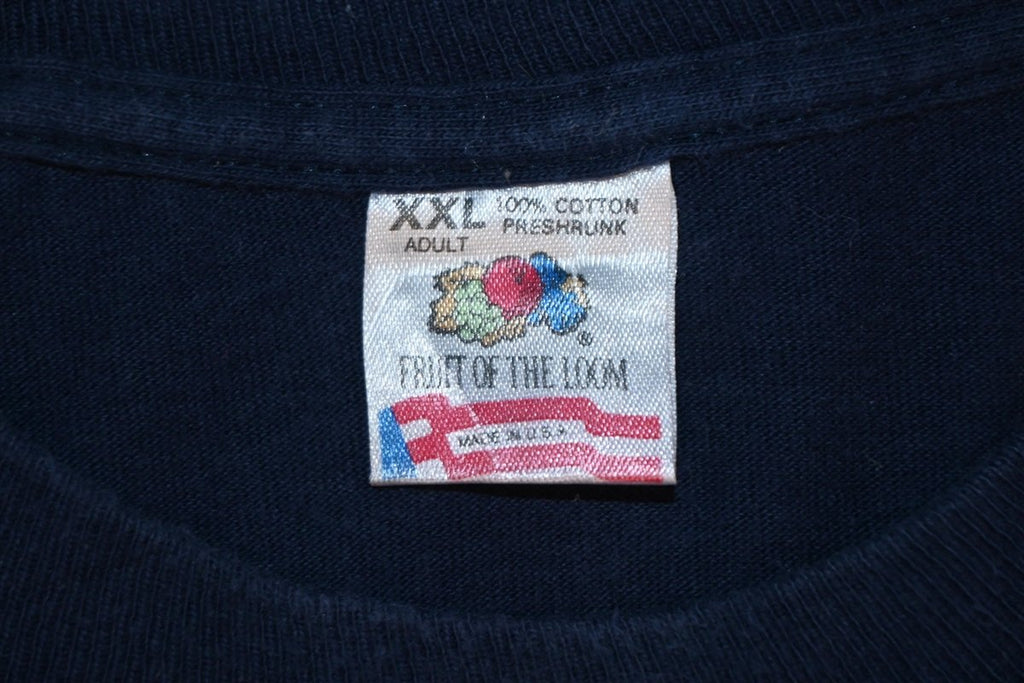 XXL 100% COTTON
ADULT PRESHRUNK
®
FRUIT OF THE LOOM
MADE IN U.S.A.